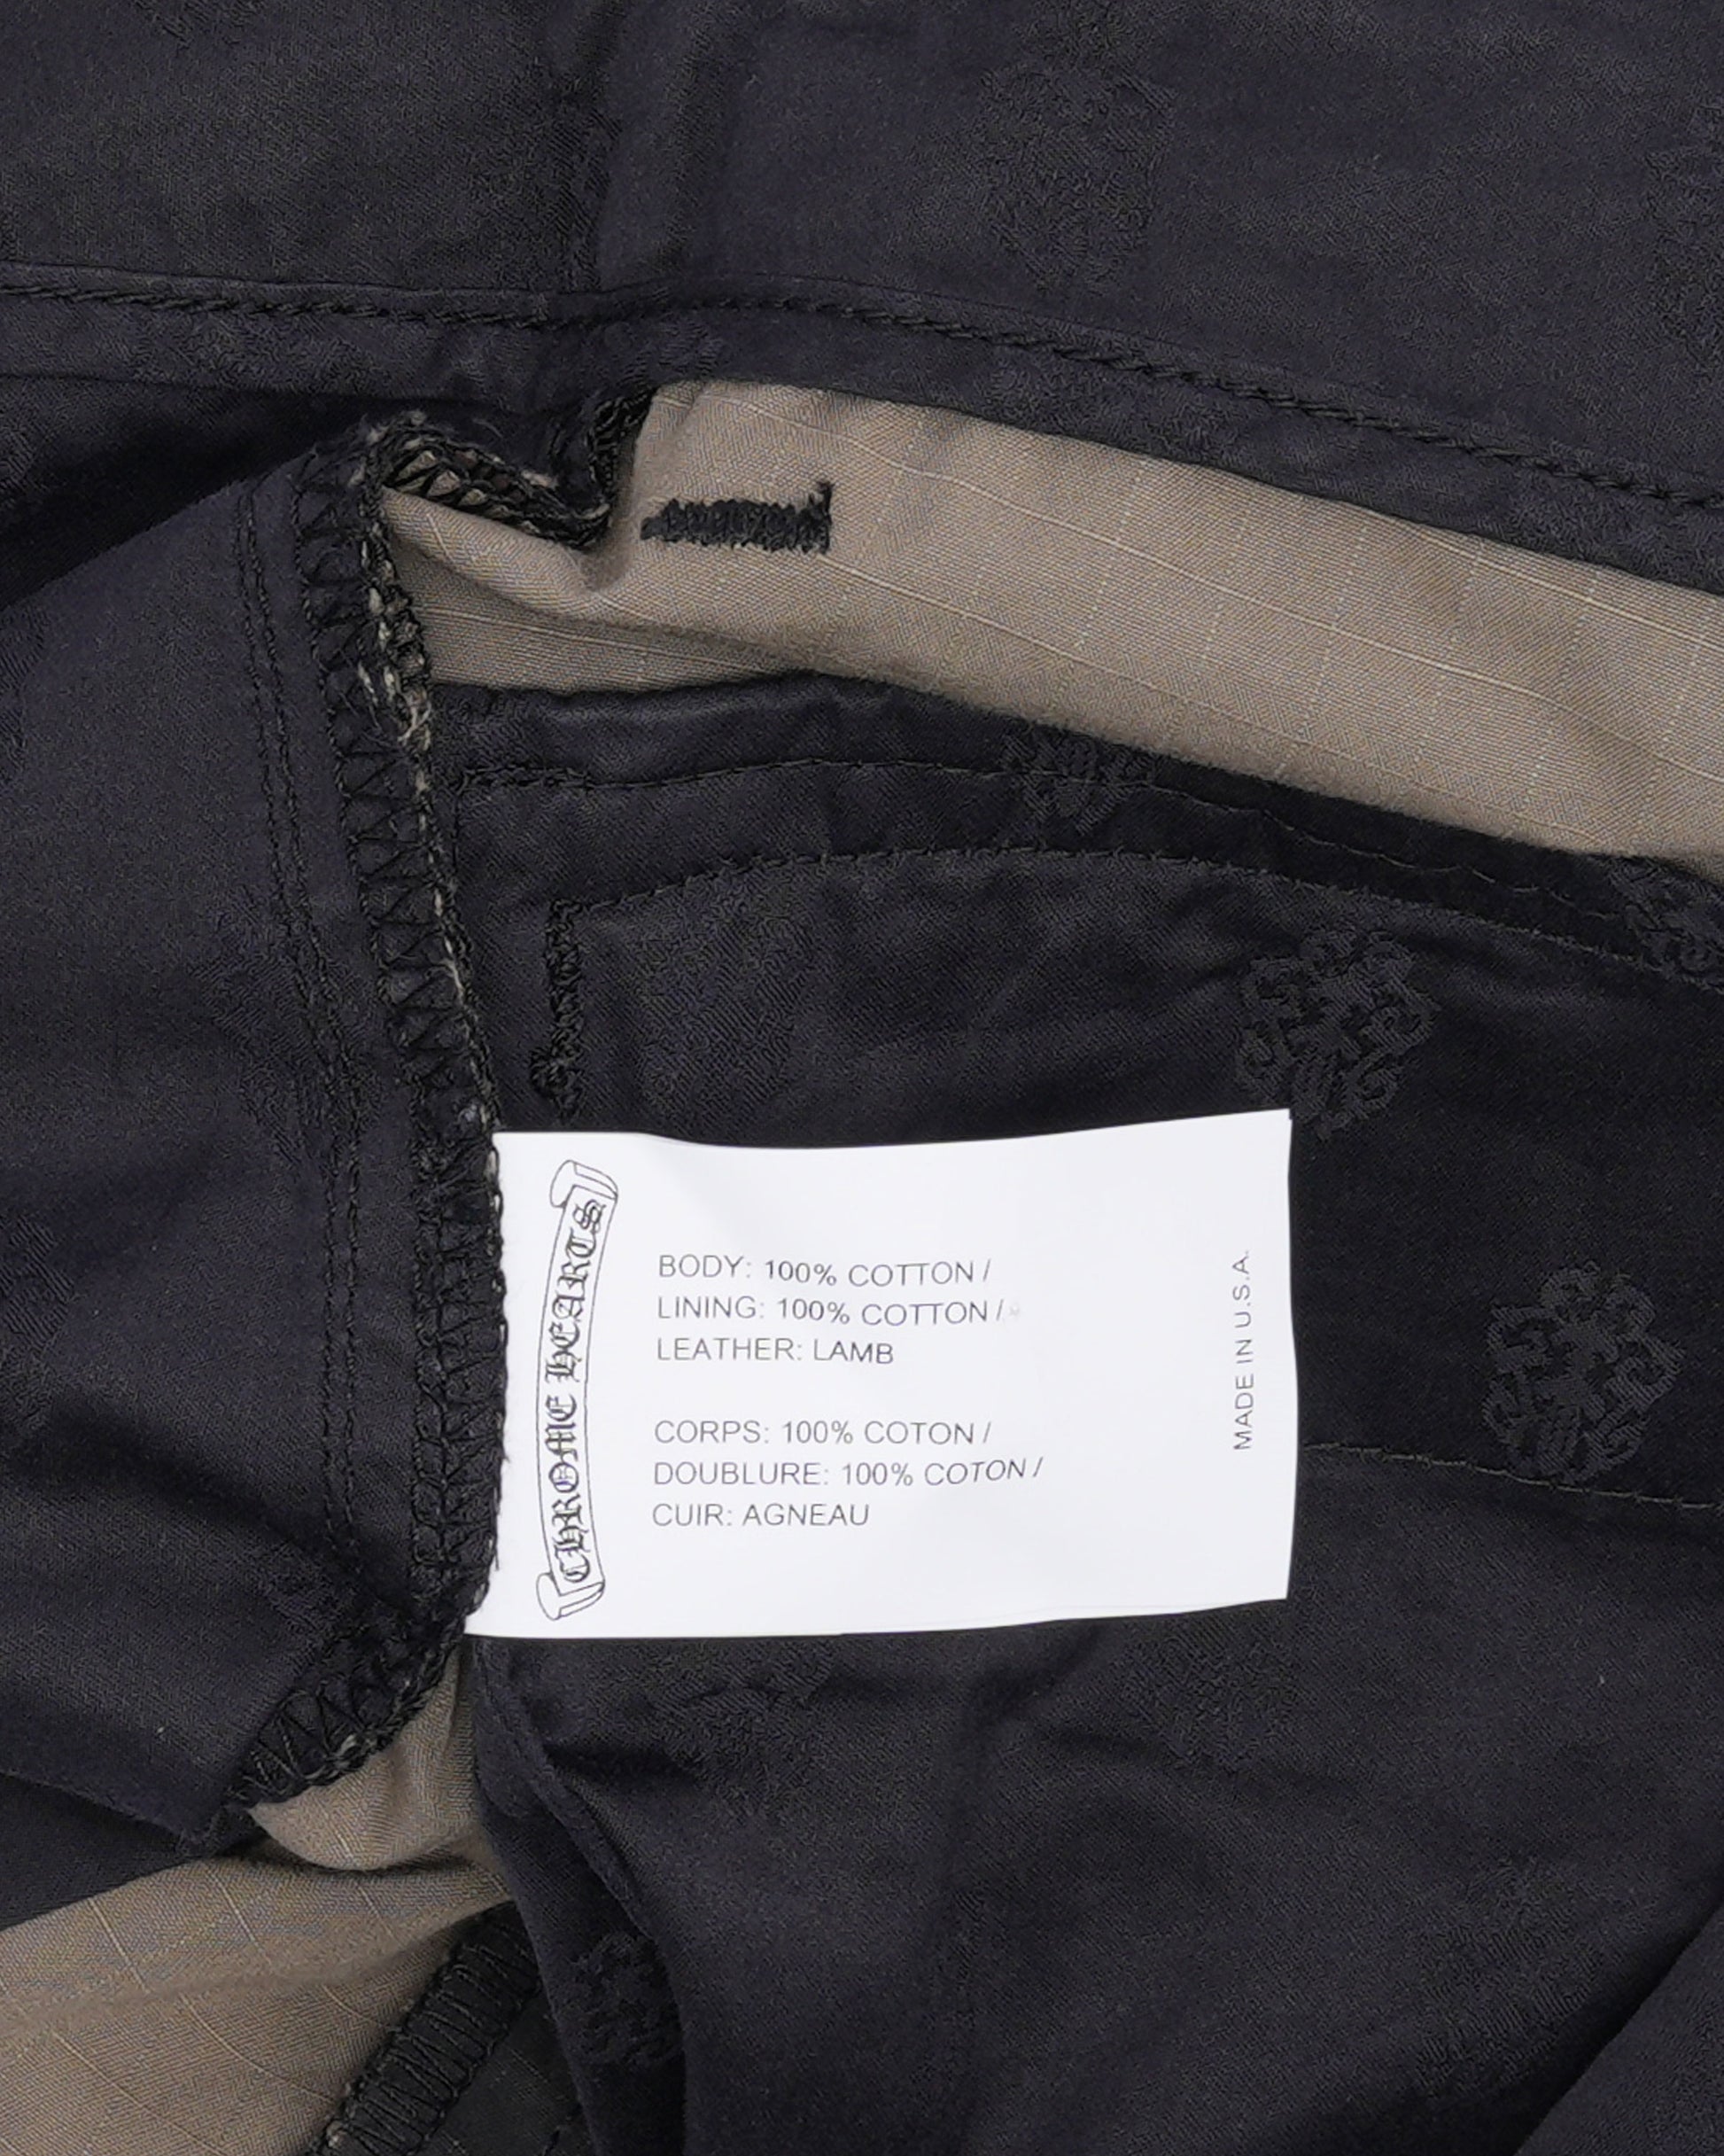 CHROME HEARTS
BODY: 100% COTTON /
LINING: 100% COTTON /
LEATHER: LAMB
CORPS: 100% COTON /
DOUBLURE: 100% COTON /
CUIR: AGNEAU
MADE IN U.S.A.